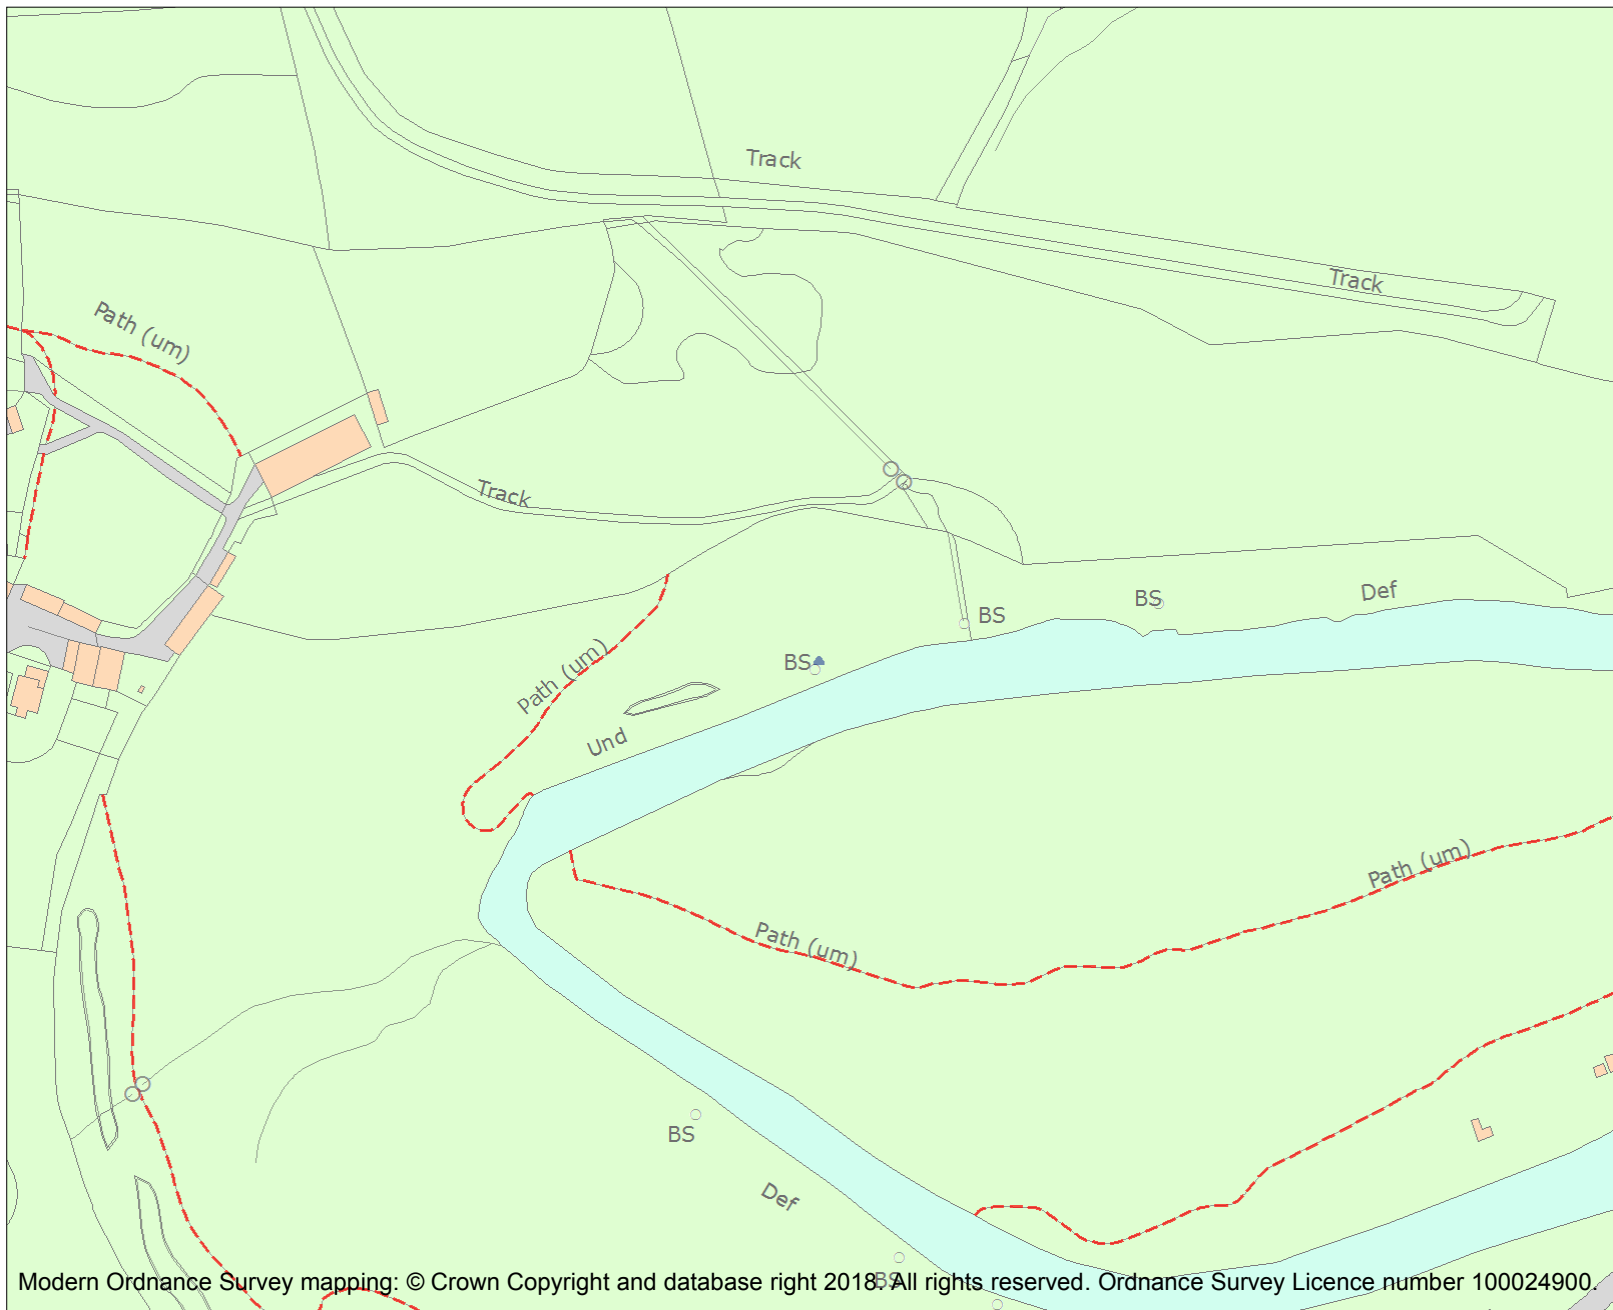 Track
Track
Path (um)
Track
BS
BS
Def
BS
Path (um)
Und
Path (um)
Path (um)
BS
Def
BS
Modern Ordnance Survey mapping: © Crown Copyright and database right 2018. All rights reserved. Ordnance Survey Licence number 100024900.